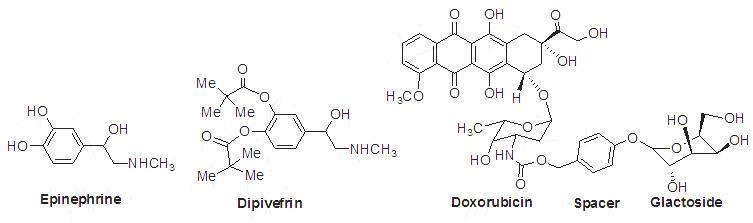 HO
HO
OH
NHCH3
Epinephrine
Me
Me
Me
O
O
OH
O
O
NHCH3
Me
Me
Me
Dipivefrin
O
OH
O
OH
OH
H3CO
O
OH
H
O
H3C
O
HO
HN
O
O
O
O
HO
OH
OH
OH
Doxorubicin
Spacer
Glactoside